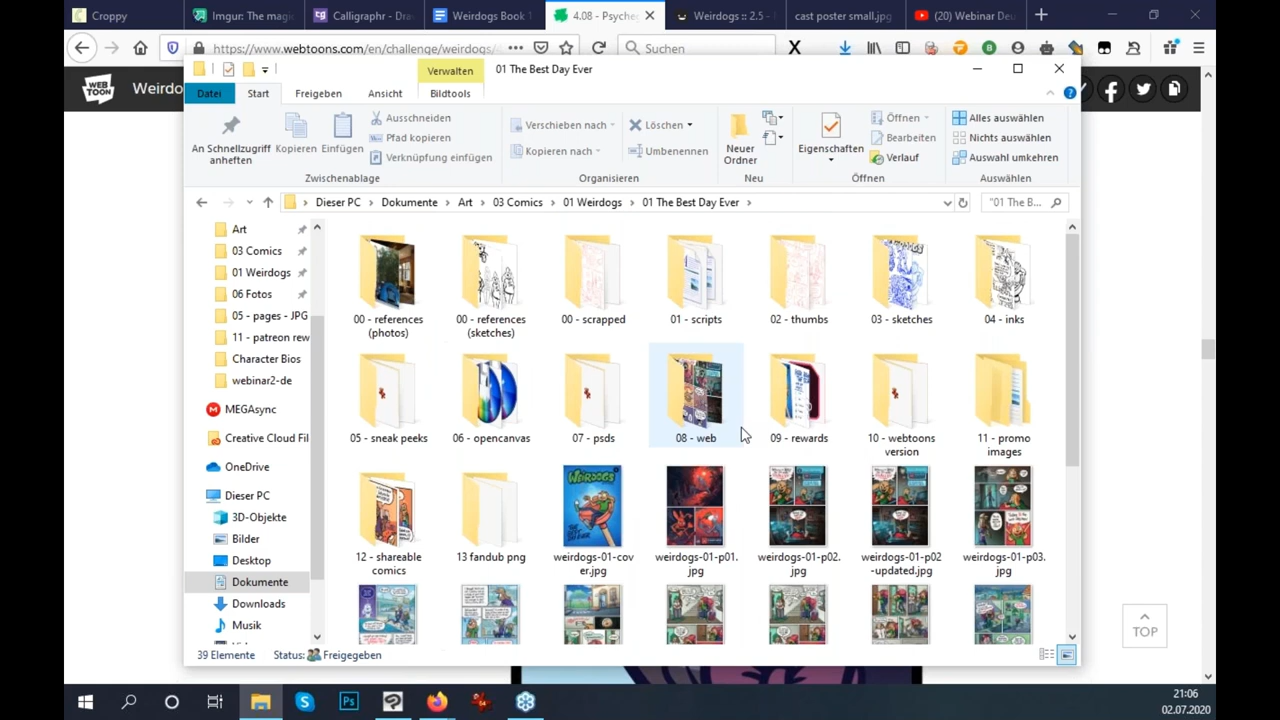 Croppy
Imgur: The magi
Calligraphr - Dra
Weirdogs Book 1
4.08 - Psyche
Weirdogs :: 2.5 -
cast poster small.jpg
(20) Webinar Deu
https://www.webtoons.com/en/challenge/weirdogs/
Suchen
WEB TOON
Weirdo
Verwalten
01 The Best Day Ever
Datei
Start
Freigeben
Ansicht
Bildtools
An Schnellzugriff anheften
Kopieren
Einfügen
Ausschneiden
Pfad kopieren
Verknüpfung einfügen
Zwischenablage
Verschieben nach
Kopieren nach
Löschen
Umbenennen
Organisieren
Neuer Ordner
Neu
Eigenschaften
Öffnen
Bearbeiten
Verlauf
Öffnen
Alles auswählen
Nichts auswählen
Auswahl umkehren
Auswählen
Dieser PC
Dokumente
Art
03 Comics
01 Weirdogs
01 The Best Day Ever
"01 The B...
Art
03 Comics
01 Weirdogs
06 Fotos
05 - pages - JPG
11 - patreon rew
Character Bios
webinar2-de
MEGAsync
Creative Cloud Fil
OneDrive
Dieser PC
3D-Objekte
Bilder
Desktop
Dokumente
Downloads
Musik
00 - references (photos)
00 - references (sketches)
00 - scrapped
01 - scripts
02 - thumbs
03 - sketches
04 - inks
05 - sneak peeks
06 - opencanvas
07 - psds
08 - web
09 - rewards
10 - webtoons version
11 - promo images
12 - shareable comics
13 fandub png
WEIRDOGS
weirdogs-01-cover.jpg
weirdogs-01-p01.jpg
weirdogs-01-p02.jpg
weirdogs-01-p02-updated.jpg
weirdogs-01-p03.jpg
39 Elemente
Status:
Freigegeben
TOP
21:06
02.07.2020